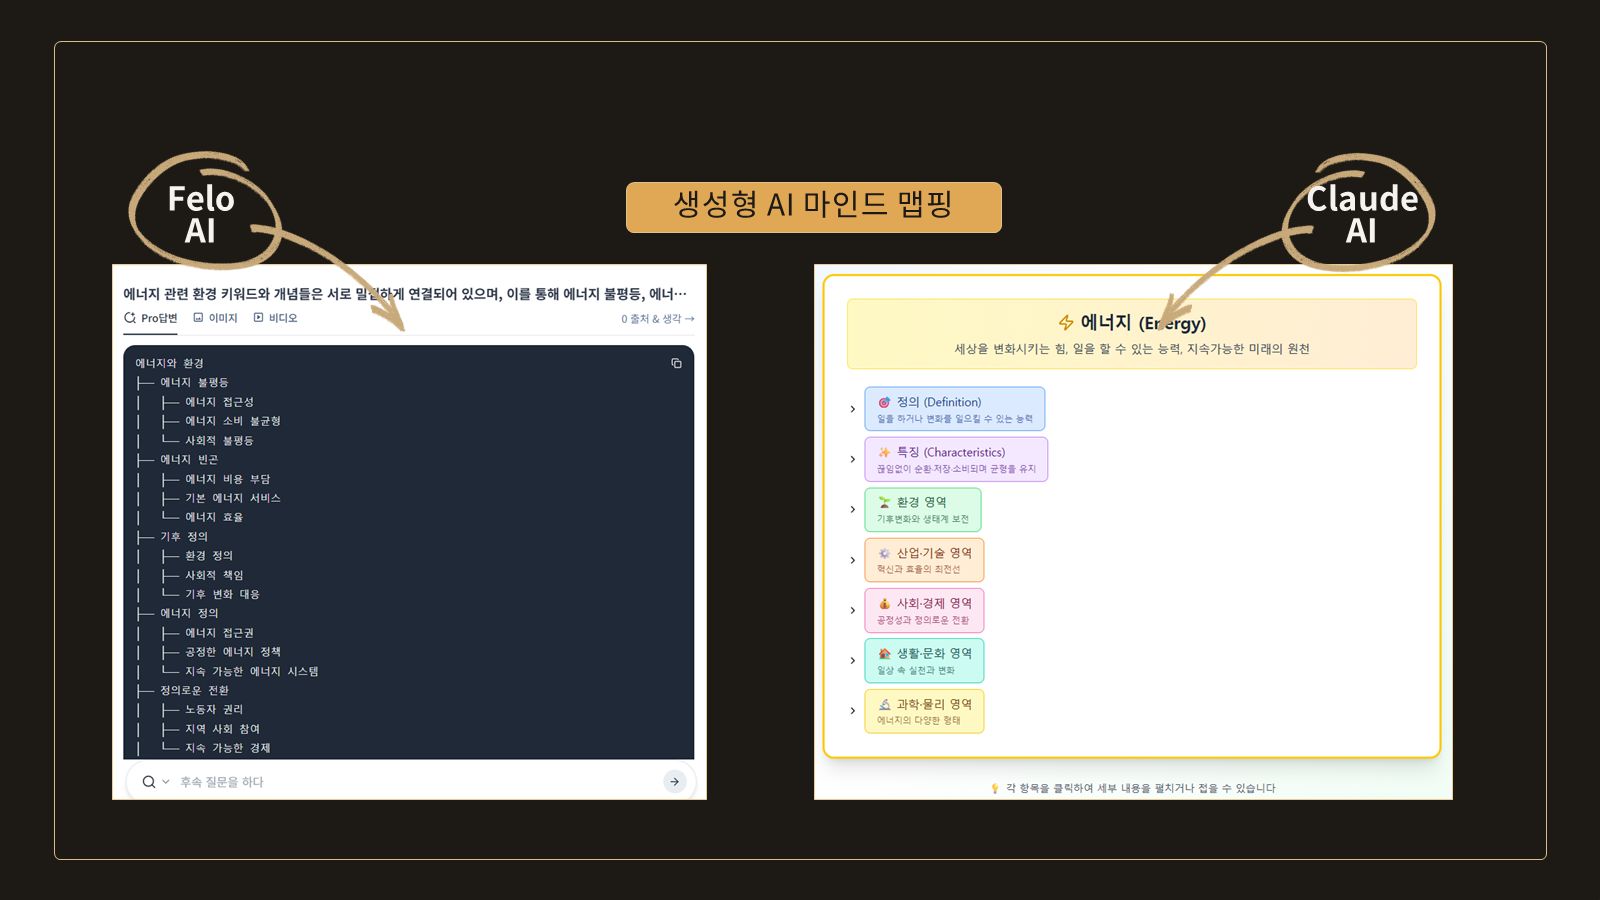 Felo
AI
생성형 AI 마인드 맵핑
Claude
AI
에너지 관련 환경 키워드와 개념들은 서로 밀접하게 연결되어 있으며, 이를 통해 에너지 불평등, 에너…
Pro답변 이미지 비디오 0 출처 & 생각 →
에너지와 환경
├── 에너지 불평등
│   ├── 에너지 접근성
│   ├── 에너지 소비 불균형
│   └── 사회적 불평등
├── 에너지 빈곤
│   ├── 에너지 비용 부담
│   ├── 기본 에너지 서비스
│   └── 에너지 효율
├── 기후 정의
│   ├── 환경 정의
│   ├── 사회적 책임
│   └── 기후 변화 대응
├── 에너지 정의
│   ├── 에너지 접근권
│   ├── 공정한 에너지 정책
│   └── 지속 가능한 에너지 시스템
├── 정의로운 전환
│   ├── 노동자 권리
│   ├── 지역 사회 참여
│   └── 지속 가능한 경제
후속 질문을 하다
에너지 (Energy)
세상을 변화시키는 힘, 일을 할 수 있는 능력, 지속가능한 미래의 원천
정의 (Definition)
일을 하거나 변화를 일으킬 수 있는 능력
특징 (Characteristics)
끊임없이 순환·저장·소비되며 균형을 유지
환경 영역
기후변화와 생태계 보전
산업·기술 영역
혁신과 효율의 최전선
사회·경제 영역
공정성과 정의로운 전환
생활·문화 영역
일상 속 실천과 변화
과학·물리 영역
에너지의 다양한 형태
각 항목을 클릭하여 세부 내용을 펼치거나 접을 수 있습니다